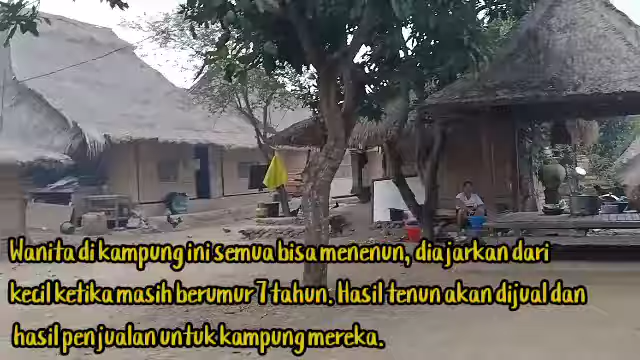 Wanita di kampung ini semua bisa menenun, diajarkan dari
kecil ketika masih berumur 7 tahun. Hasil tenun akan dijual dan
hasil penjualan untuk kampung mereka.